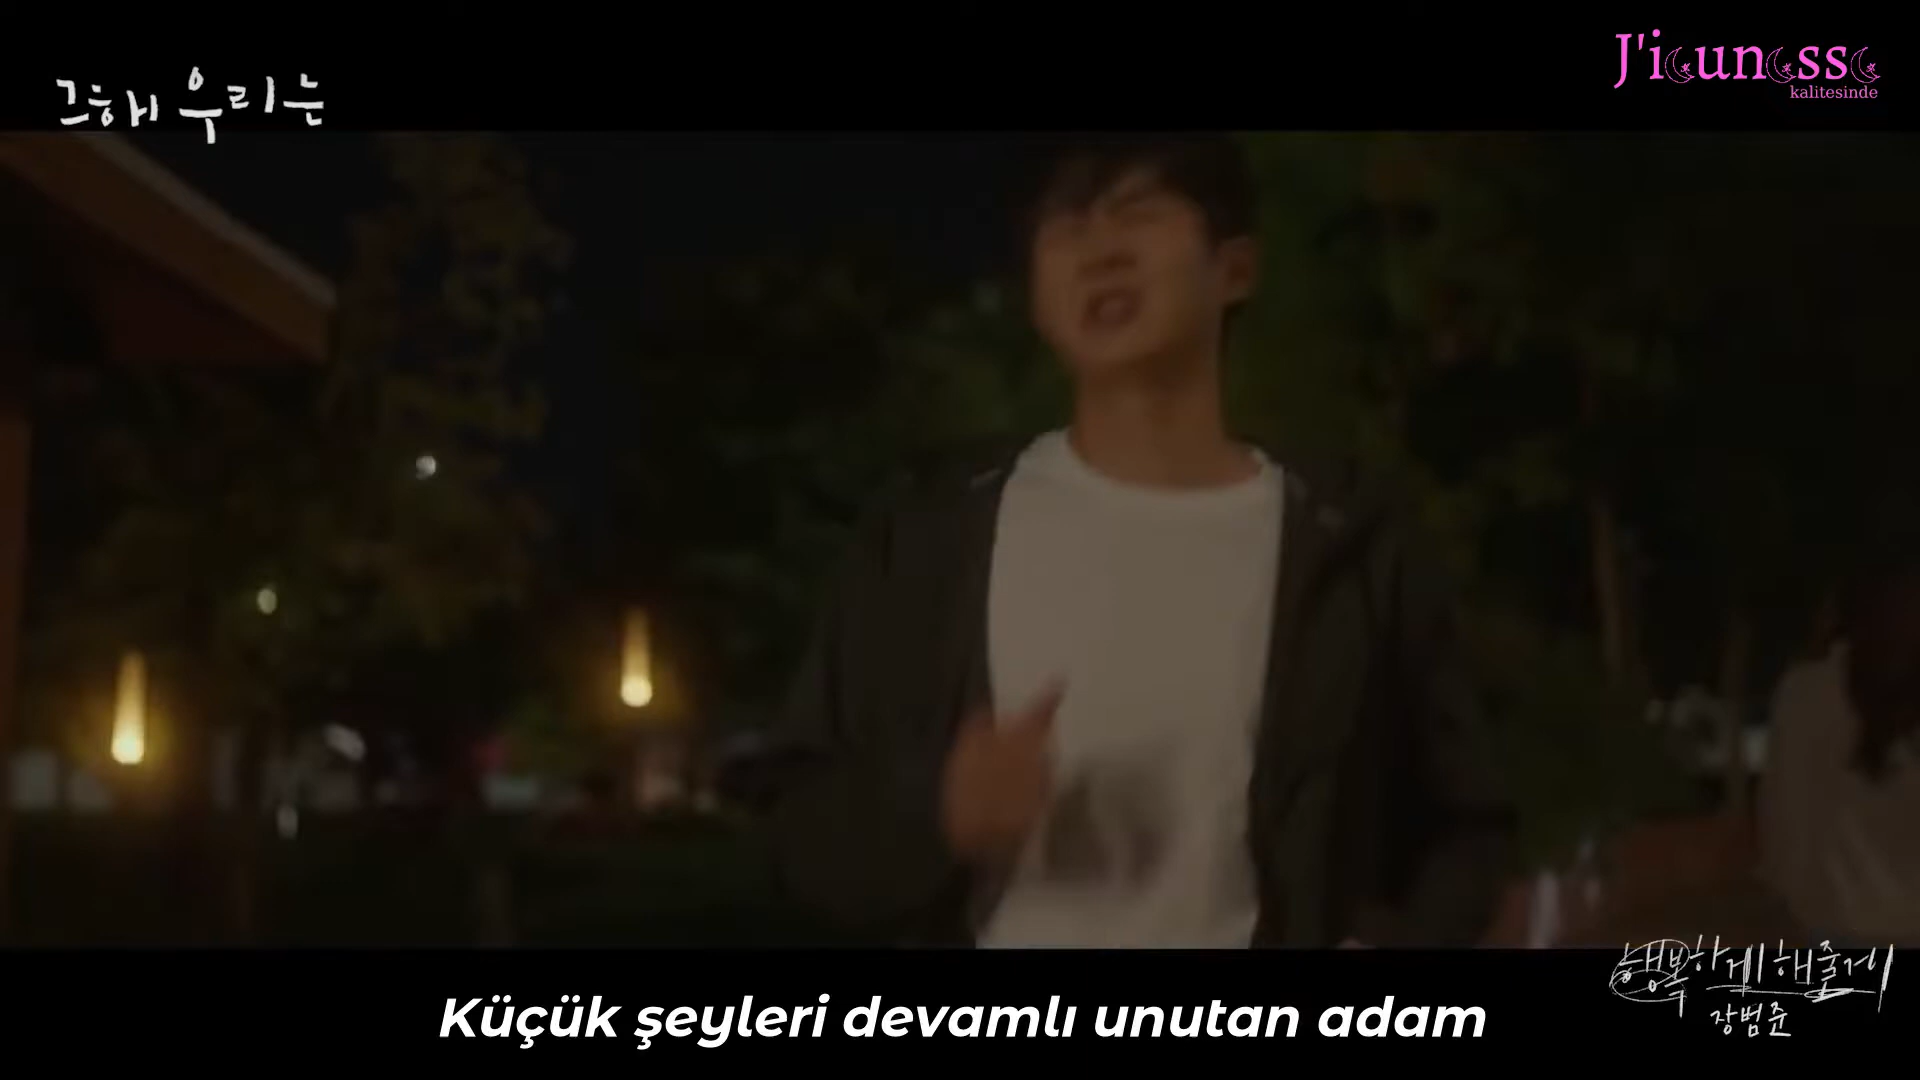 그 해 우리는
J'icunesse
kalitesinde
행복하게 해줄게
장범준
Küçük şeyleri devamlı unutan adam